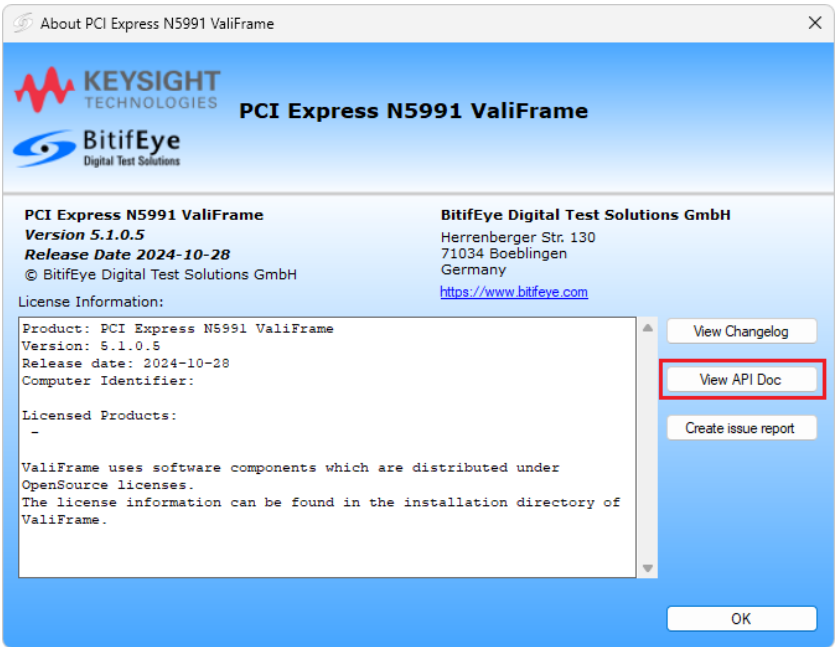 About PCI Express N5991 ValiFrame
KEYSIGHT
TECHNOLOGIES
PCI Express N5991 ValiFrame
BitifEye
Digital Test Solutions
PCI Express N5991 ValiFrame
Version 5.1.0.5
Release Date 2024-10-28
© BitifEye Digital Test Solutions GmbH
BitifEye Digital Test Solutions GmbH
Herrenberger Str. 130
71034 Boeblingen
Germany
https://www.bitifeye.com
License Information:
Product: PCI Express N5991 ValiFrame
Version: 5.1.0.5
Release date: 2024-10-28
Computer Identifier:
Licensed Products:
-
ValiFrame uses software components which are distributed under
OpenSource licenses.
The license information can be found in the installation directory of
ValiFrame.
View Changelog
View API Doc
Create issue report
OK